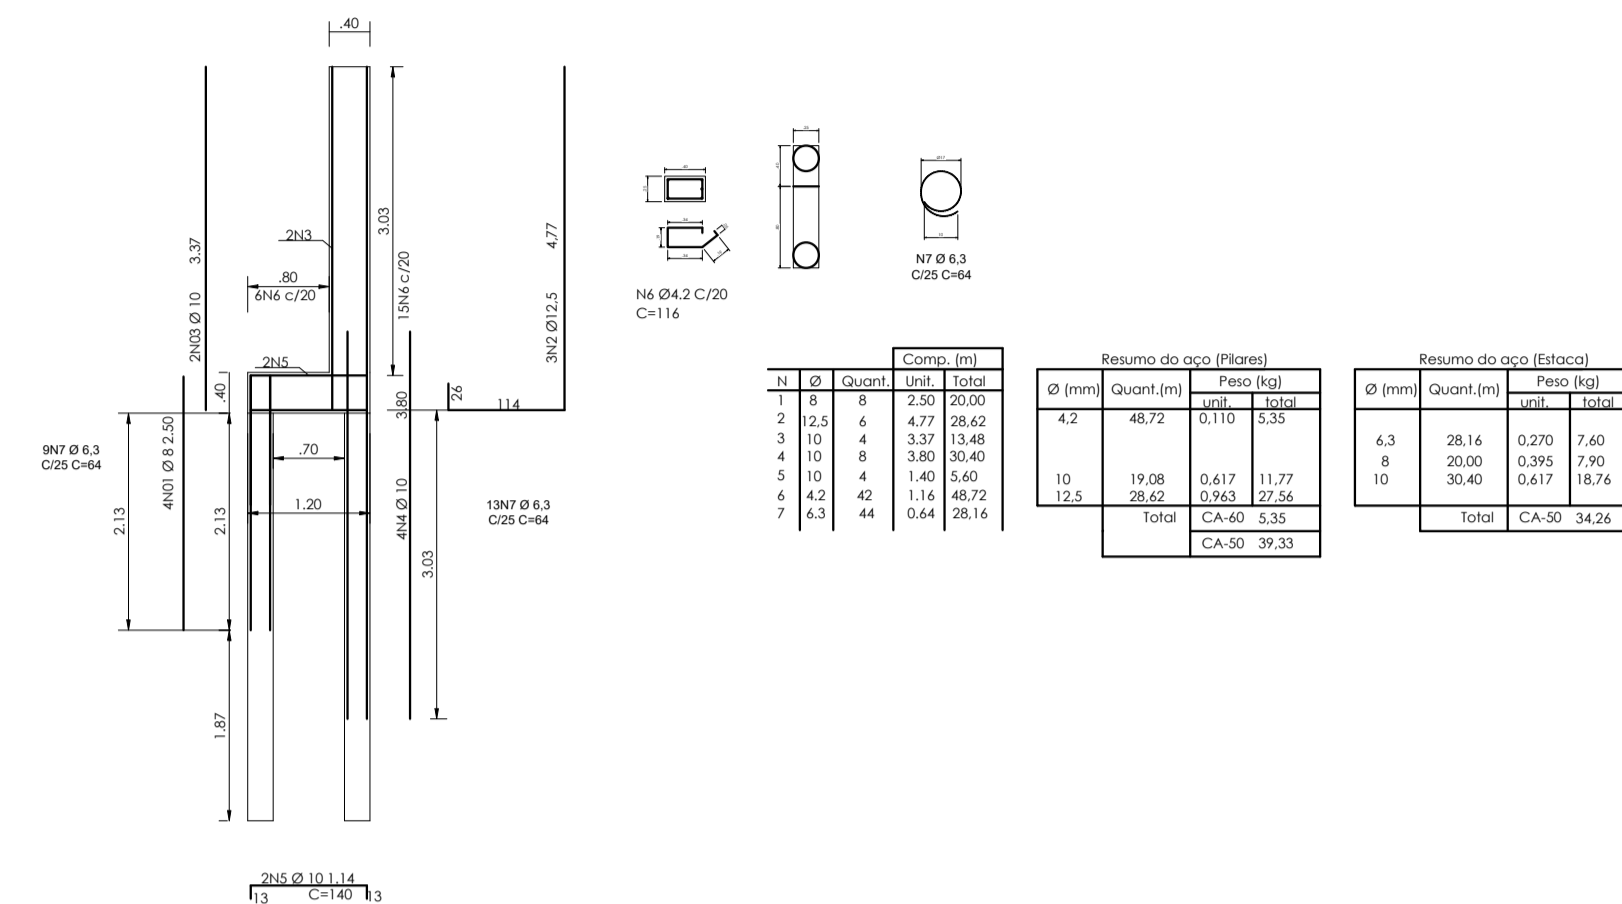 .40
3.37
2N03 Ø 10
2N3
.80
6N6 c/20
3.03
15N6 c/20
4,77
3N2 Ø12,5
2N5
.40
26
114
3.80
4N4 Ø 10
9N7 Ø 6,3
C/25 C=64
4N01 Ø 8 2.50
2.13
2.13
.70
1.20
13N7 Ø 6,3
C/25 C=64
3.03
1.87
2N5 Ø 10 1,14
13 C=140 13
N6 Ø4.2 C/20
C=116
N7 Ø 6,3
C/25 C=64
Comp. (m)
N Ø Quant. Unit. Total
1 8 8 2.50 20,00
2 12,5 6 4.77 28,62
3 10 4 3.37 13,48
4 10 8 3.80 30,40
5 10 4 1.40 5,60
6 4.2 42 1.16 48,72
7 6.3 44 0.64 28,16
Resumo do aço (Pilares)
Ø (mm) Quant.(m) Peso (kg)
unit. total
4,2 48,72 0,110 5,35
10 19,08 0,617 11,77
12,5 28,62 0,963 27,56
Total CA-60 5,35
CA-50 39,33
Resumo do aço (Estaca)
Ø (mm) Quant.(m) Peso (kg)
unit. total
6,3 28,16 0,270 7,60
8 20,00 0,395 7,90
10 30,40 0,617 18,76
Total CA-50 34,26